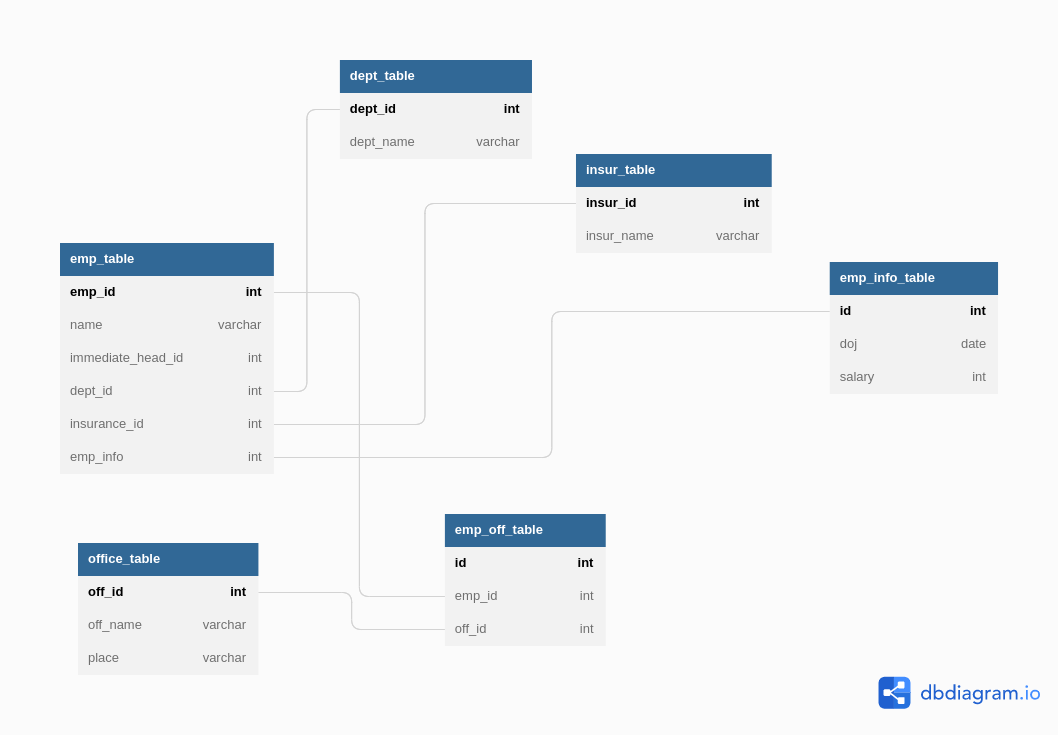 dept_table
dept_id int
dept_name varchar
insur_table
insur_id int
insur_name varchar
emp_table
emp_id int
name varchar
immediate_head_id int
dept_id int
insurance_id int
emp_info int
emp_info_table
id int
doj date
salary int
office_table
off_id int
off_name varchar
place varchar
emp_off_table
id int
emp_id int
off_id int
dbdiagram.io